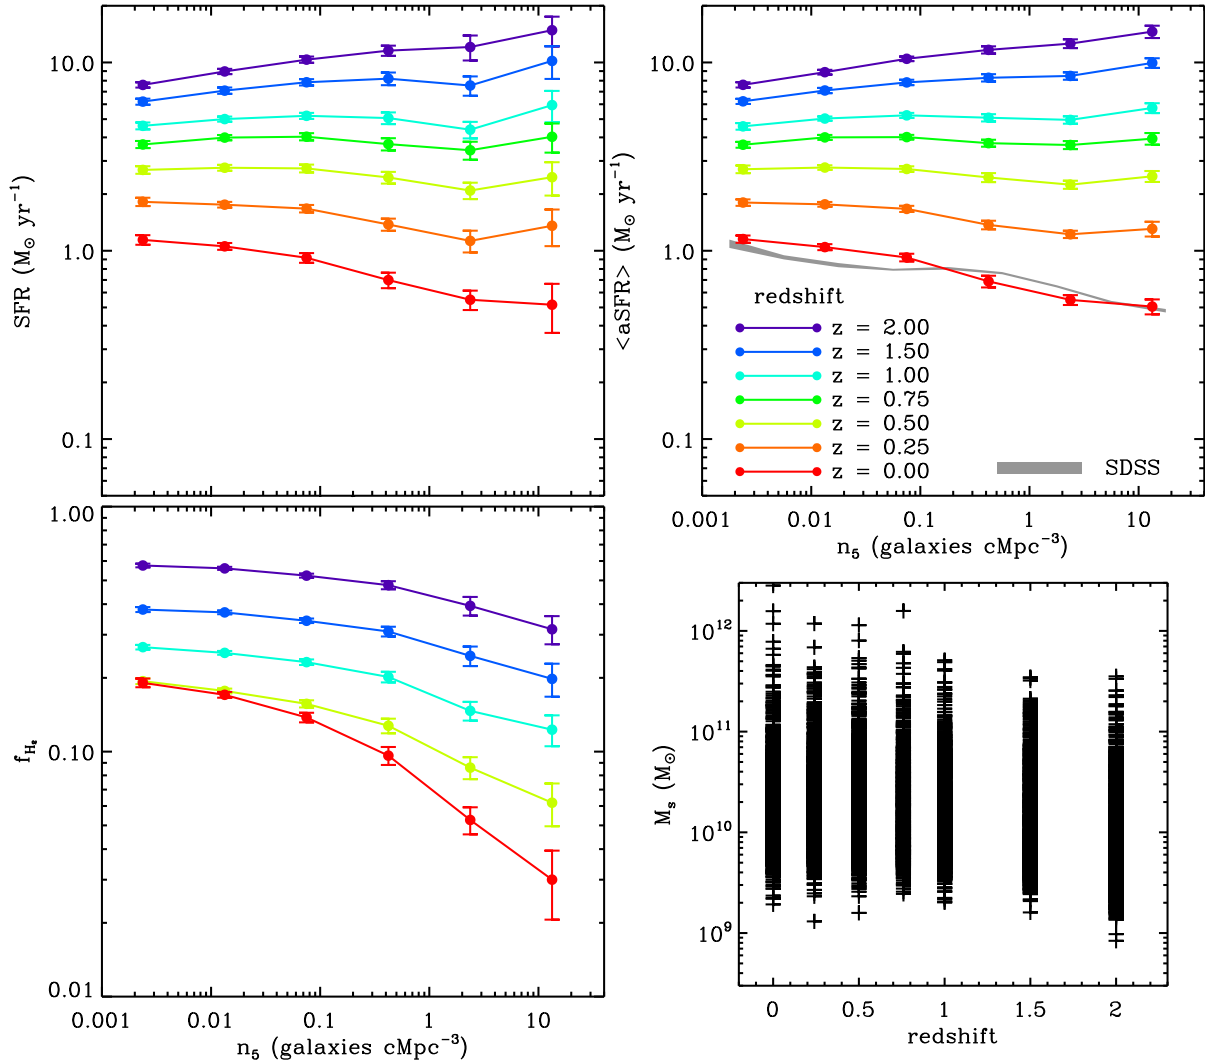 10.0
1.0
0.1
SFR (M⊙ yr⁻¹)
10.0
1.0
0.1
<aSFR> (M⊙ yr⁻¹)
redshift
z = 2.00
z = 1.50
z = 1.00
z = 0.75
z = 0.50
z = 0.25
z = 0.00
SDSS
0.001 0.01 0.1 1 10
n₅ (galaxies cMpc⁻³)
1.00
0.10
0.01
f_H₂
0.001 0.01 0.1 1 10
n₅ (galaxies cMpc⁻³)
10¹²
10¹¹
10¹⁰
10⁹
Mₛ (M⊙)
0 0.5 1 1.5 2
redshift